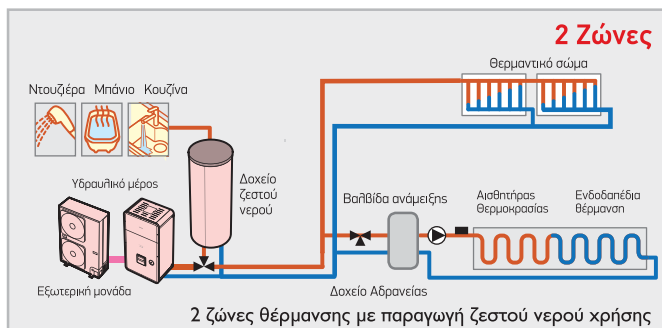 2 Ζώνες
Θερμαντικό σώμα
Ντουζιέρα Μπάνιο Κουζίνα
Υδραυλικό μέρος
Δοχείο
ζεστού
νερού
Βαλβίδα ανάμειξης
Αισθητήρας
Θερμοκρασίας
Ενδοδαπέδια
θέρμανση
Εξωτερική μονάδα
Δοχείο Αδρανείας
2 ζώνες θέρμανσης με παραγωγή ζεστού νερού χρήσης